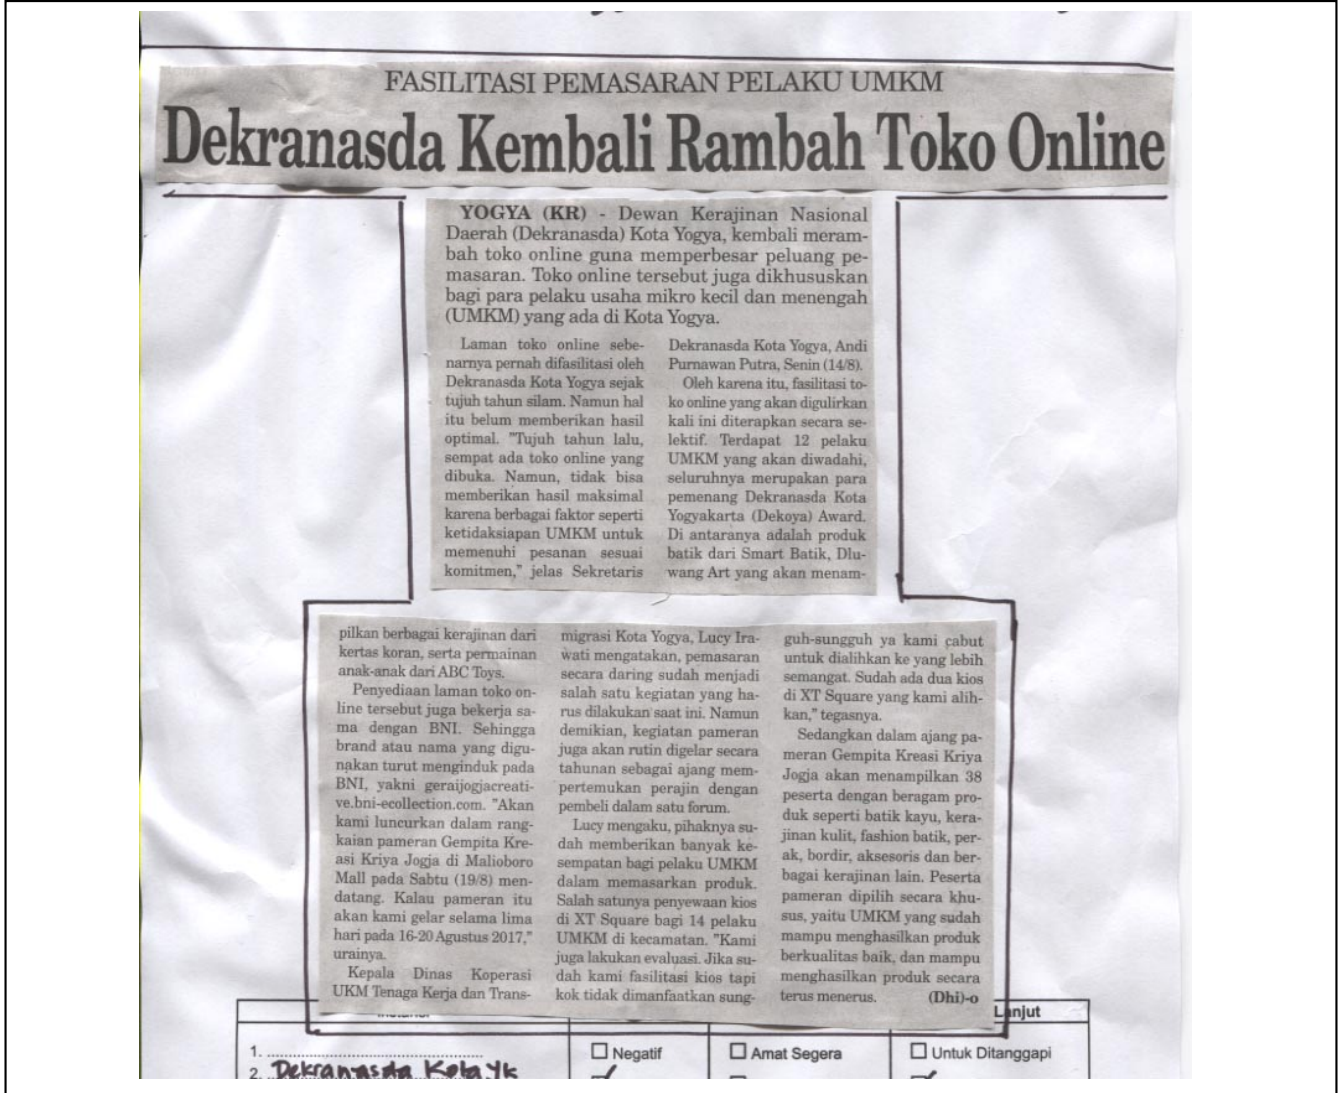 FASILITASI PEMASARAN PELAKU UMKM
Dekranasda Kembali Rambah Toko Online
YOGYA (KR) - Dewan Kerajinan Nasional
Daerah (Dekranasda) Kota Yogya, kembali meram-
bah toko online guna memperbesar peluang pe-
masaran. Toko online tersebut juga dikhususkan
bagi para pelaku usaha mikro kecil dan menengah
(UMKM) yang ada di Kota Yogya.
Laman toko online sebe-
narnya pernah difasilitasi oleh
Dekranasda Kota Yogya sejak
tujuh tahun silam. Namun hal
itu belum memberikan hasil
optimal. "Tujuh tahun lalu,
sempat ada toko online yang
dibuka. Namun, tidak bisa
memberikan hasil maksimal
karena berbagai faktor seperti
ketidaksiapan UMKM untuk
memenuhi pesanan sesuai
komitmen," jelas Sekretaris
Dekranasda Kota Yogya, Andi
Purnawan Putra, Senin (14/8).
Oleh karena itu, fasilitasi to-
ko online yang akan digulirkan
kali ini diterapkan secara se-
lektif. Terdapat 12 pelaku
UMKM yang akan diwadahi,
seluruhnya merupakan para
pemenang Dekranasda Kota
Yogyakarta (Dekoya) Award.
Di antaranya adalah produk
batik dari Smart Batik, Dlu-
wang Art yang akan menam-
pilkan berbagai kerajinan dari
kertas koran, serta permainan
anak-anak dari ABC Toys.
Penyediaan laman toko on-
line tersebut juga bekerja sa-
ma dengan BNI. Sehingga
brand atau nama yang digu-
nakan turut menginduk pada
BNI, yakni geraijogjacreati-
ve.bni-ecollection.com. "Akan
kami luncurkan dalam rang-
kaian pameran Gempita Kre-
asi Kriya Jogja di Malioboro
Mall pada Sabtu (19/8) men-
datang. Kalau pameran itu
akan kami gelar selama lima
hari pada 16-20 Agustus 2017,"
urainya.
Kepala Dinas Koperasi
UKM Tenaga Kerja dan Trans-
migrasi Kota Yogya, Lucy Ira-
wati mengatakan, pemasaran
secara daring sudah menjadi
salah satu kegiatan yang ha-
rus dilakukan saat ini. Namun
demikian, kegiatan pameran
juga akan rutin digelar secara
tahunan sebagai ajang mem-
pertemukan perajin dengan
pembeli dalam satu forum.
Lucy mengaku, pihaknya su-
dah memberikan banyak ke-
sempatan bagi pelaku UMKM
dalam memasarkan produk.
Salah satunya penyewaan kios
di XT Square bagi 14 pelaku
UMKM di kecamatan. "Kami
juga lakukan evaluasi. Jika su-
dah kami fasilitasi kios tapi
kok tidak dimanfaatkan sung-
guh-sungguh ya kami cabut
untuk dialihkan ke yang lebih
semangat. Sudah ada dua kios
di XT Square yang kami alih-
kan," tegasnya.
Sedangkan dalam ajang pa-
meran Gempita Kreasi Kriya
Jogja akan menampilkan 38
peserta dengan beragam pro-
duk seperti batik kayu, kera-
jinan kulit, fashion batik, per-
ak, bordir, aksesoris dan ber-
bagai kerajinan lain. Peserta
pameran dipilih secara khu-
sus, yaitu UMKM yang sudah
mampu menghasilkan produk
berkualitas baik, dan mampu
menghasilkan produk secara
terus menerus. (Dhi)-o
Lanjut
1. Negatif Amat Segera Untuk Ditanggapi
2. Dekranasda Kota Yk